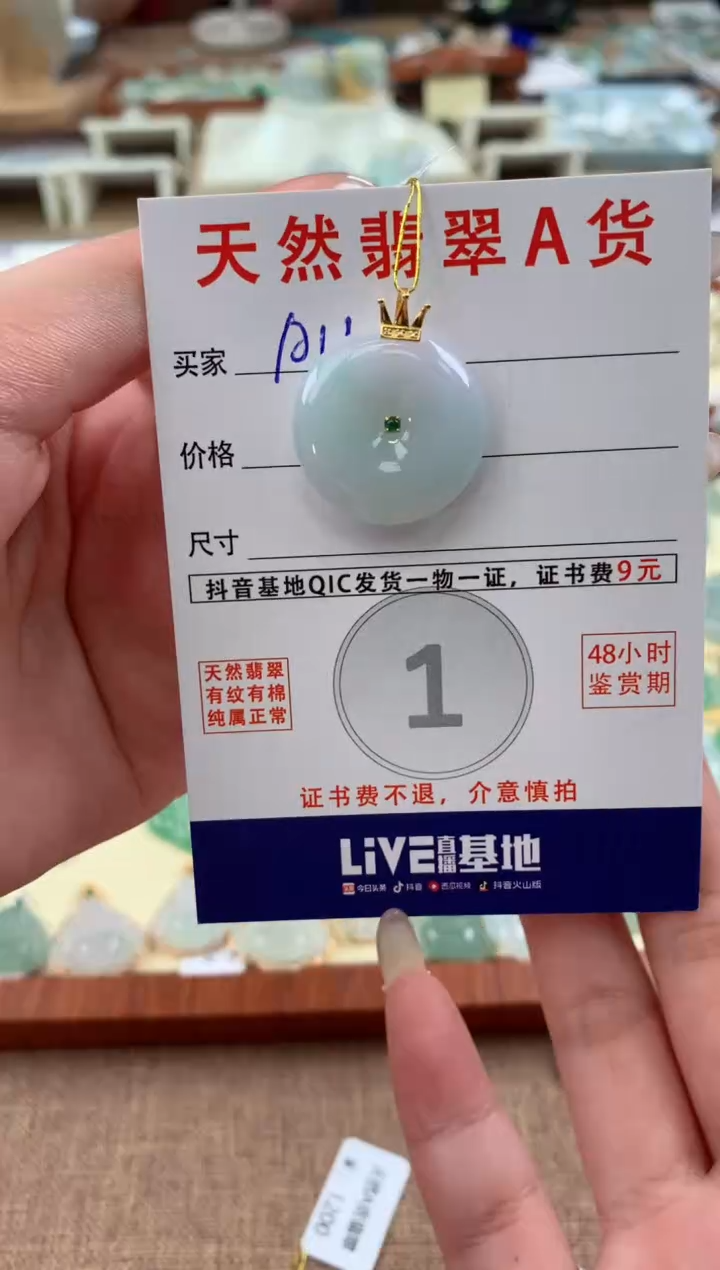 天然翡翠A货
买家
价格
尺寸
抖音基地QIC发货一物一证，证书费9元
天然翡翠
有纹有棉
纯属正常
1
48小时
鉴赏期
证书费不退，介意慎拍
LiVE直播基地
今日头条 抖音 西瓜视频 抖音火山版
1200